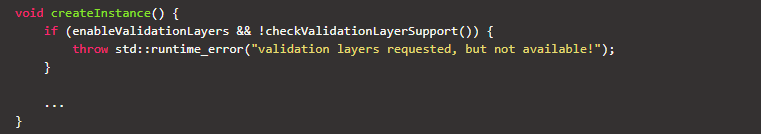 void createInstance() {
    if (enableValidationLayers && !checkValidationLayerSupport()) {
        throw std::runtime_error("validation layers requested, but not available!");
    }

    ...
}